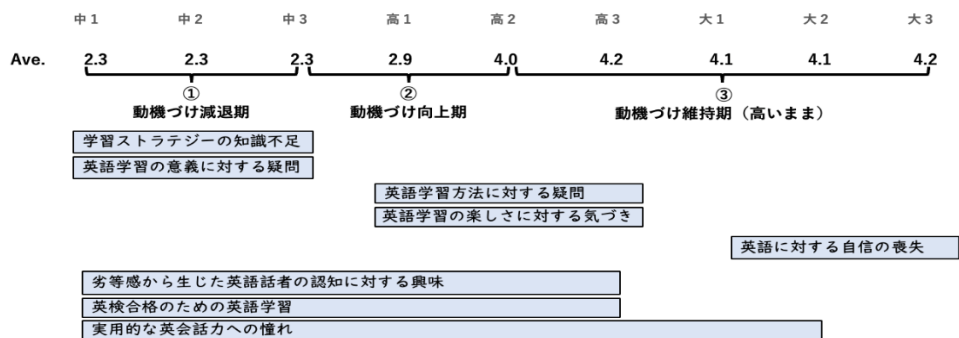 中1 中2 中3 高1 高2 高3 大1 大2 大3
Ave. 2.3 2.3 2.3 2.9 4.0 4.2 4.1 4.1 4.2
① ② ③
動機づけ減退期 動機づけ向上期 動機づけ維持期（高いまま）
学習ストラテジーの知識不足
英語学習の意義に対する疑問
英語学習方法に対する疑問
英語学習の楽しさに対する気づき
英語に対する自信の喪失
劣等感から生じた英語話者の認知に対する興味
英検合格のための英語学習
実用的な英会話力への憧れ